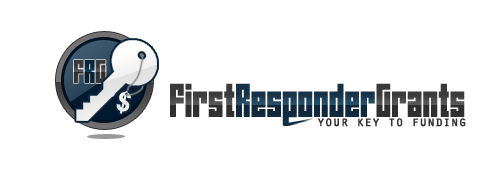 FRG
$
FirstResponderGrants
YOUR KEY TO FUNDING